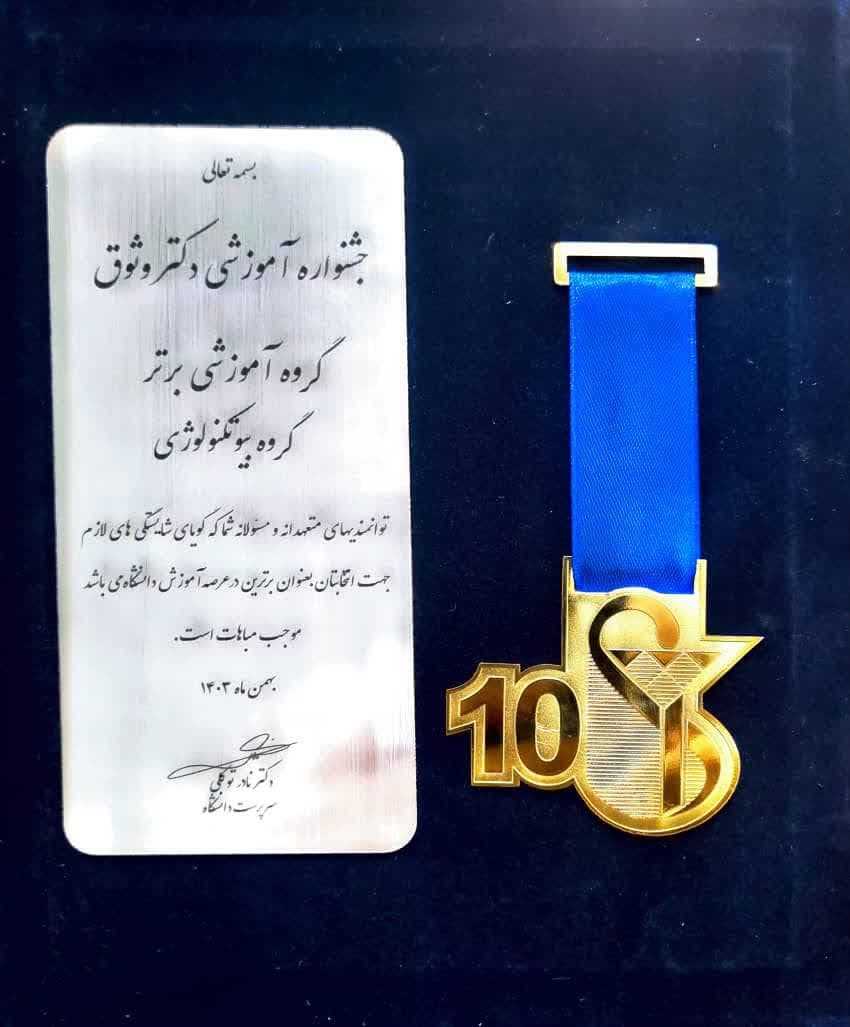 بسمه تعالی
جشنواره آموزشی دکتر وثوق
گروه آموزشی برتر
گروه بیوتکنولوژی
توانمندیهای متعهدانه و مسئولانه شما که گویای شایستگی های لازم
جهت انتخابتان بعنوان برترین در عرصه آموزش دانشگاه می باشد
موجب مباهات است.
بهمن ماه ۱۴۰۳
دکتر نادر توکلی
سرپرست دانشگاه
10